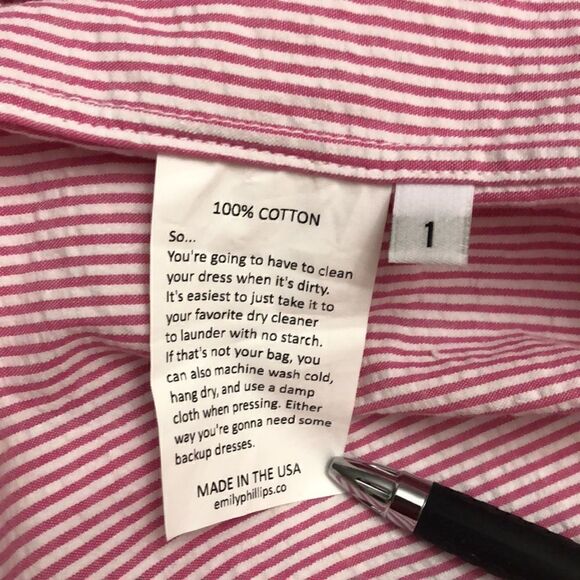 100% COTTON
So...
You're going to have to clean
your dress when it's dirty.
It's easiest to just take it to
your favorite dry cleaner
to launder with no starch.
If that's not your bag, you
can also machine wash cold,
hang dry, and use a damp
cloth when pressing. Either
way you're gonna need some
backup dresses.
MADE IN THE USA
emilyphillips.co
1